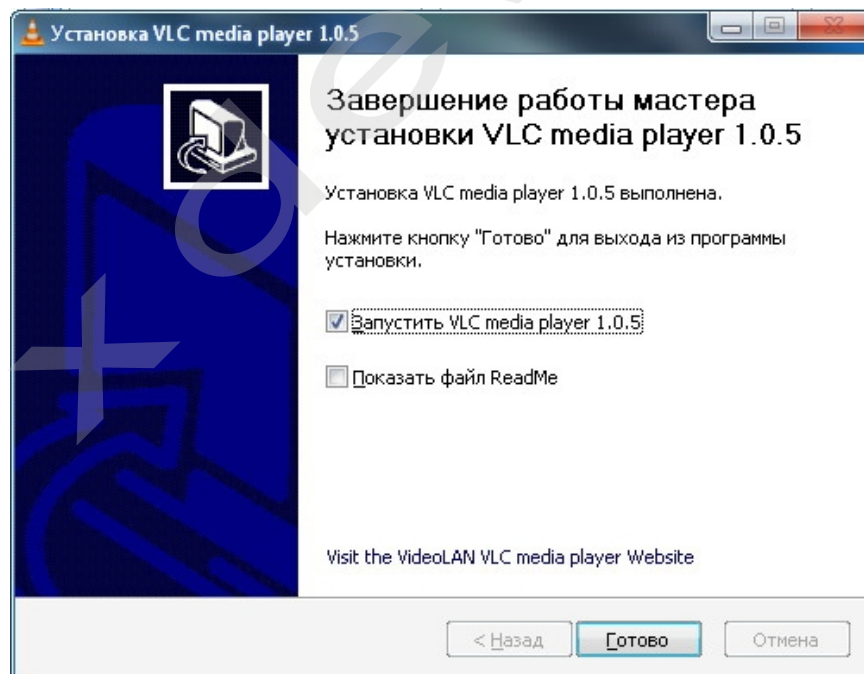 Установка VLC media player 1.0.5
Завершение работы мастера
установки VLC media player 1.0.5
Установка VLC media player 1.0.5 выполнена.
Нажмите кнопку "Готово" для выхода из программы
установки.
Запустить VLC media player 1.0.5
Показать файл ReadMe
Visit the VideoLAN VLC media player Website
< Назад
Готово
Отмена